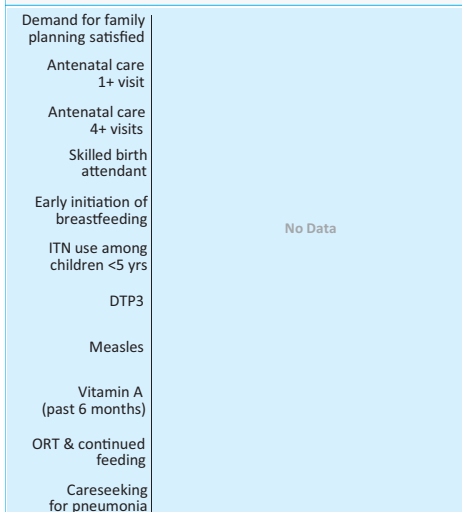 Demand for family
planning satisfied
Antenatal care
1+ visit
Antenatal care
4+ visits
Skilled birth
attendant
Early initiation of
breastfeeding
No Data
ITN use among
children <5 yrs
DTP3
Measles
Vitamin A
(past 6 months)
ORT & continued
feeding
Careseeking
for pneumonia